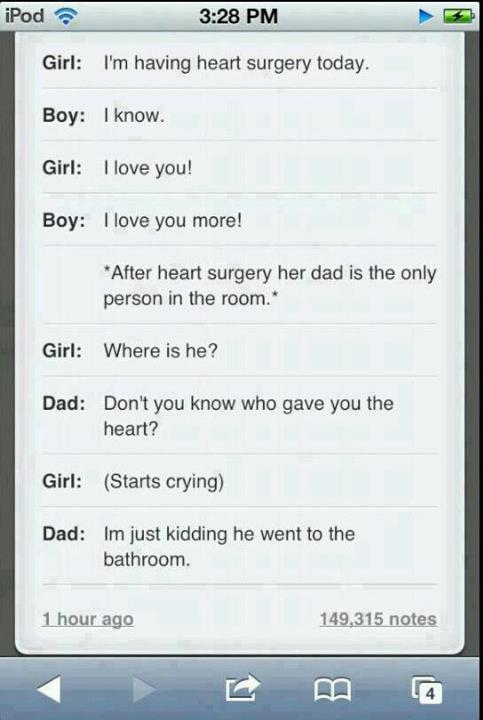 iPod 3:28 PM
Girl: I'm having heart surgery today.
Boy: I know.
Girl: I love you!
Boy: I love you more!
*After heart surgery her dad is the only
person in the room.*
Girl: Where is he?
Dad: Don't you know who gave you the
heart?
Girl: (Starts crying)
Dad: Im just kidding he went to the
bathroom.
1 hour ago 149,315 notes
4